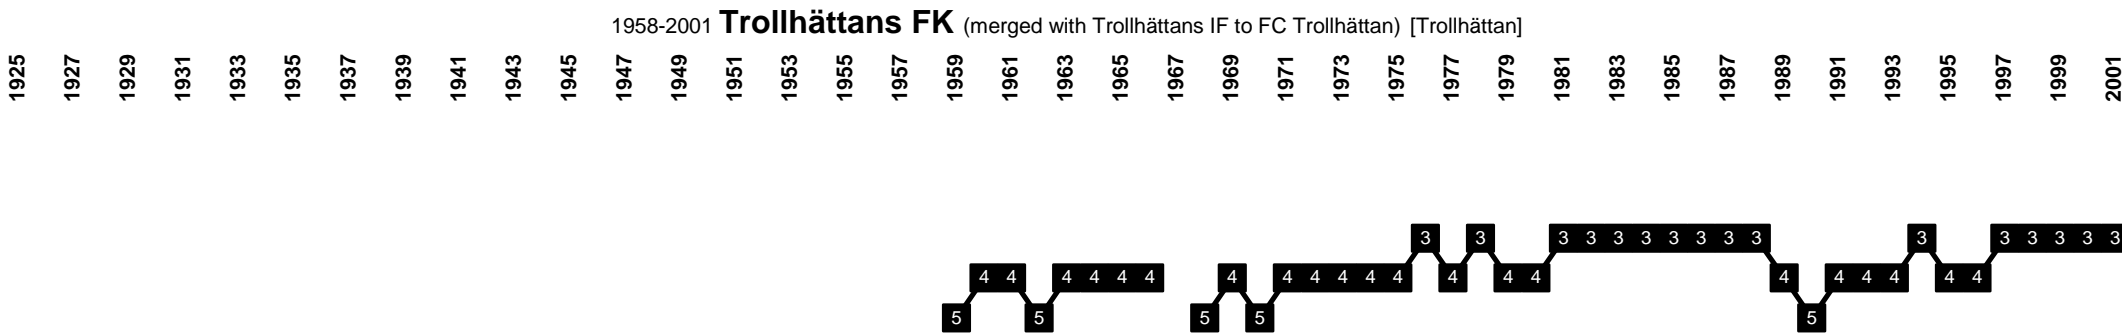 1958-2001 Trollhättans FK (merged with Trollhättans IF to FC Trollhättan) [Trollhättan]
1925 1927 1929 1931 1933 1935 1937 1939 1941 1943 1945 1947 1949 1951 1953 1955 1957 1959 1961 1963 1965 1967 1969 1971 1973 1975 1977 1979 1981 1983 1985 1987 1989 1991 1993 1995 1997 1999 2001
3 3 3 3 3 3 3 3 3 3 3 3 3 3 3 3
4 4 4 4 4 4 4 4 4 4 4 4 4 4 4 4 4 4 4 4 4
5 5 5 5 5